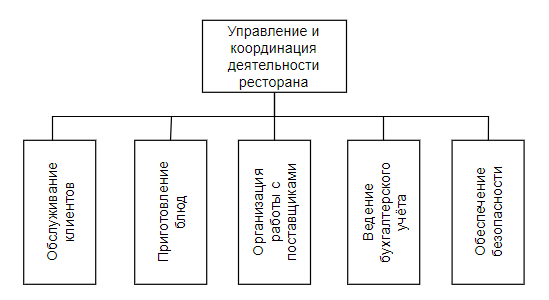 Управление и
координация
деятельности
ресторана
Обслуживание
клиентов
Приготовление
блюд
Организация
работы с
поставщиками
Ведение
бухгалтерского
учёта
Обеспечение
безопасности